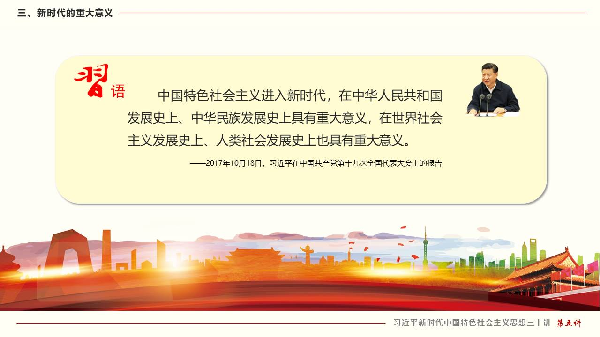 三、新时代的重大意义
习语
中国特色社会主义进入新时代，在中华人民共和国
发展史上、中华民族发展史上具有重大意义，在世界社会
主义发展史上、人类社会发展史上也具有重大意义。
——2017年10月18日，习近平在中国共产党第十九次全国代表大会上的报告
习近平新时代中国特色社会主义思想三十讲 第五讲